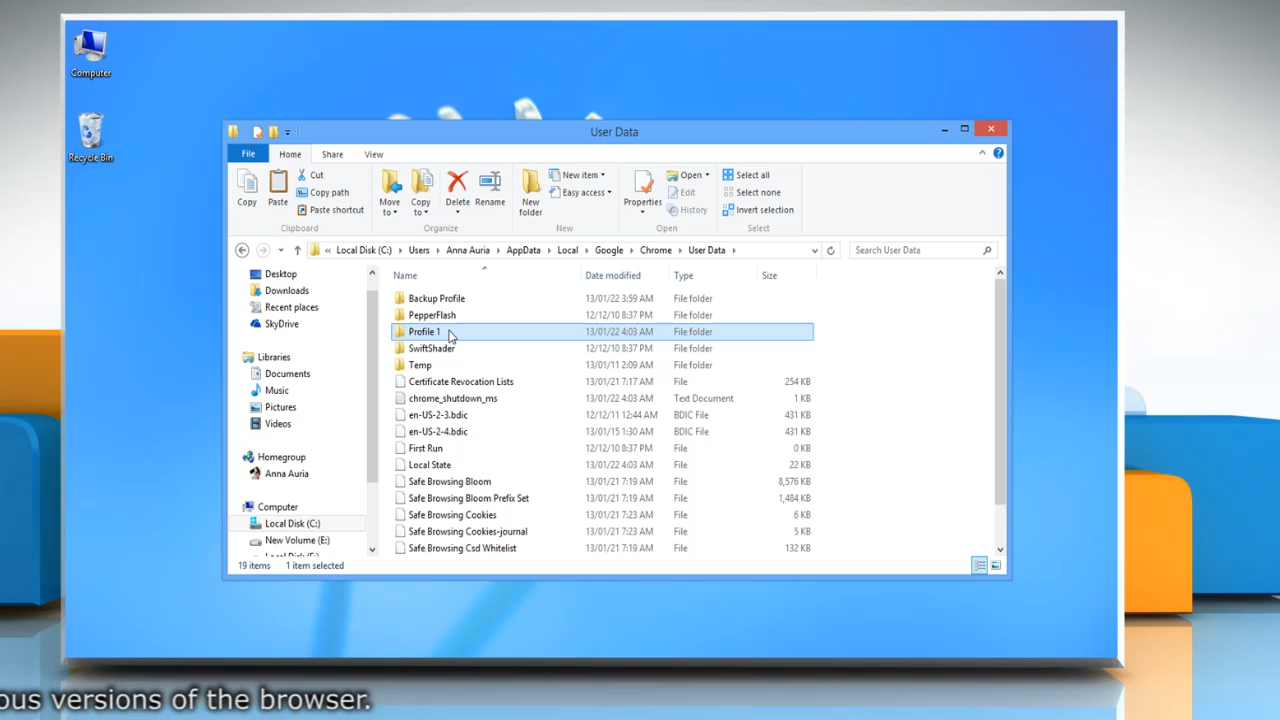 Computer
Recycle Bin
User Data
File Home Share View
Copy
Paste
Cut
Copy path
Paste shortcut
Clipboard
Move to
Copy to
Delete
Rename
Organize
New folder
New item
Easy access
New
Properties
Open
Edit
History
Open
Select all
Select none
Invert selection
Select
« Local Disk (C:) Users Anna Auria AppData Local Google Chrome User Data
Search User Data
Desktop
Downloads
Recent places
SkyDrive
Libraries
Documents
Music
Pictures
Videos
Homegroup
Anna Auria
Computer
Local Disk (C:)
New Volume (E:)
Name Date modified Type Size
Backup Profile 13/01/22 3:59 AM File folder
PepperFlash 12/12/10 8:37 PM File folder
Profile 1 13/01/22 4:03 AM File folder
SwiftShader 12/12/10 8:37 PM File folder
Temp 13/01/11 2:09 AM File folder
Certificate Revocation Lists 13/01/21 7:17 AM File 254 KB
chrome_shutdown_ms 13/01/22 4:03 AM Text Document 1 KB
en-US-2-3.bdic 12/12/11 12:44 AM BDIC File 431 KB
en-US-2-4.bdic 13/01/15 1:30 AM BDIC File 431 KB
First Run 12/12/10 8:37 PM File 0 KB
Local State 13/01/22 4:03 AM File 22 KB
Safe Browsing Bloom 13/01/21 7:19 AM File 8,576 KB
Safe Browsing Bloom Prefix Set 13/01/21 7:19 AM File 1,484 KB
Safe Browsing Cookies 13/01/21 7:23 AM File 6 KB
Safe Browsing Cookies-journal 13/01/21 7:23 AM File 5 KB
Safe Browsing Csd Whitelist 13/01/21 7:19 AM File 132 KB
19 items 1 item selected
ous versions of the browser.